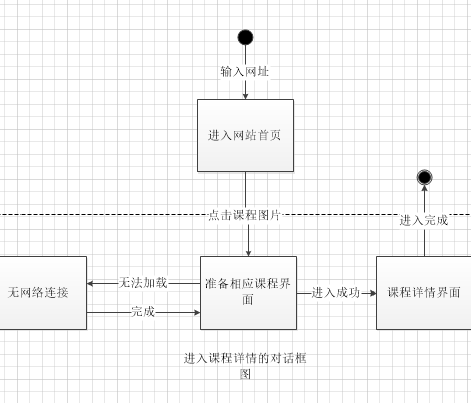 输入网址
进入网站首页
点击课程图片
进入完成
无网络连接
无法加载
完成
准备相应课程界
面
进入成功
课程详情界面
进入课程详情的对话框
图